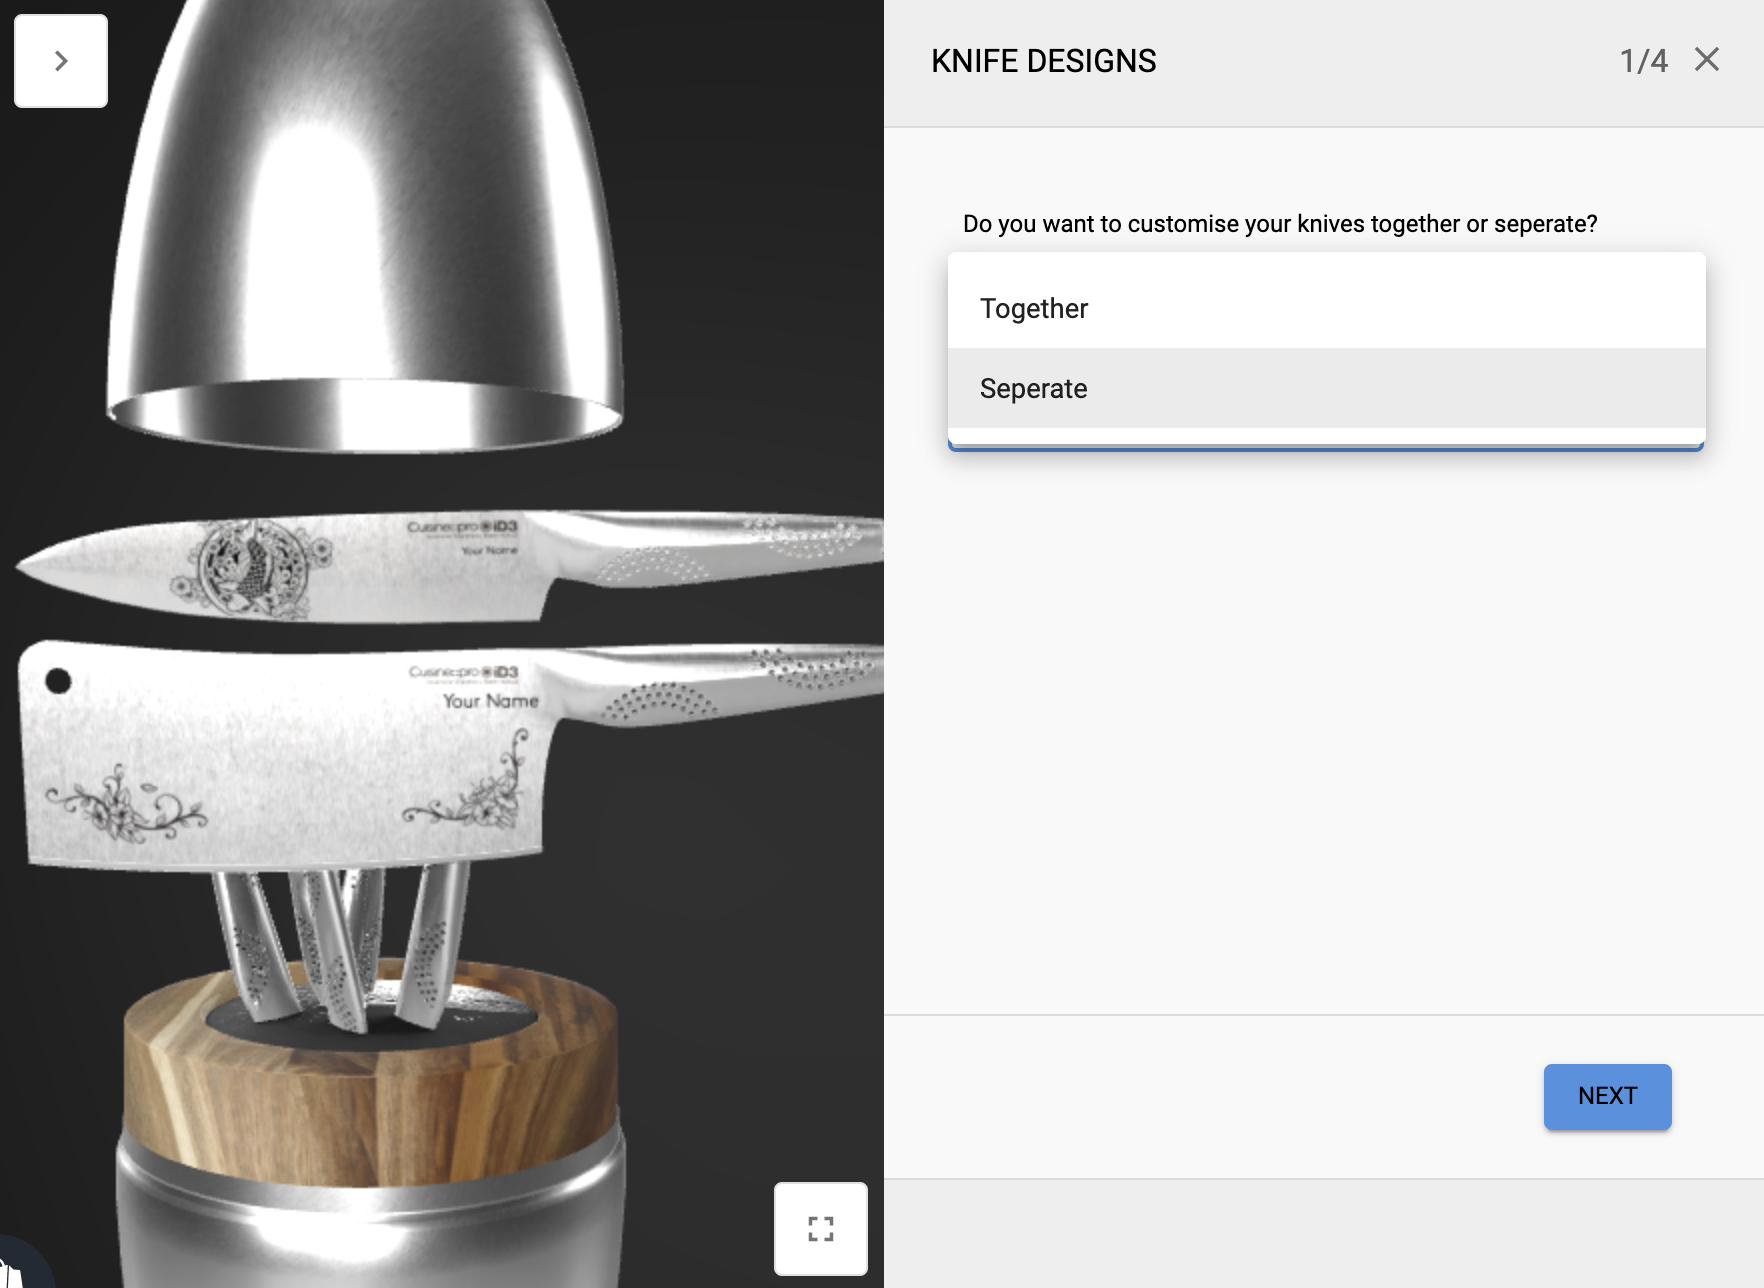 KNIFE DESIGNS
1/4
Do you want to customise your knives together or seperate?
Together
Seperate
NEXT
Cuisine::pro iD3
Your Name
Cuisine::pro iD3
Your Name